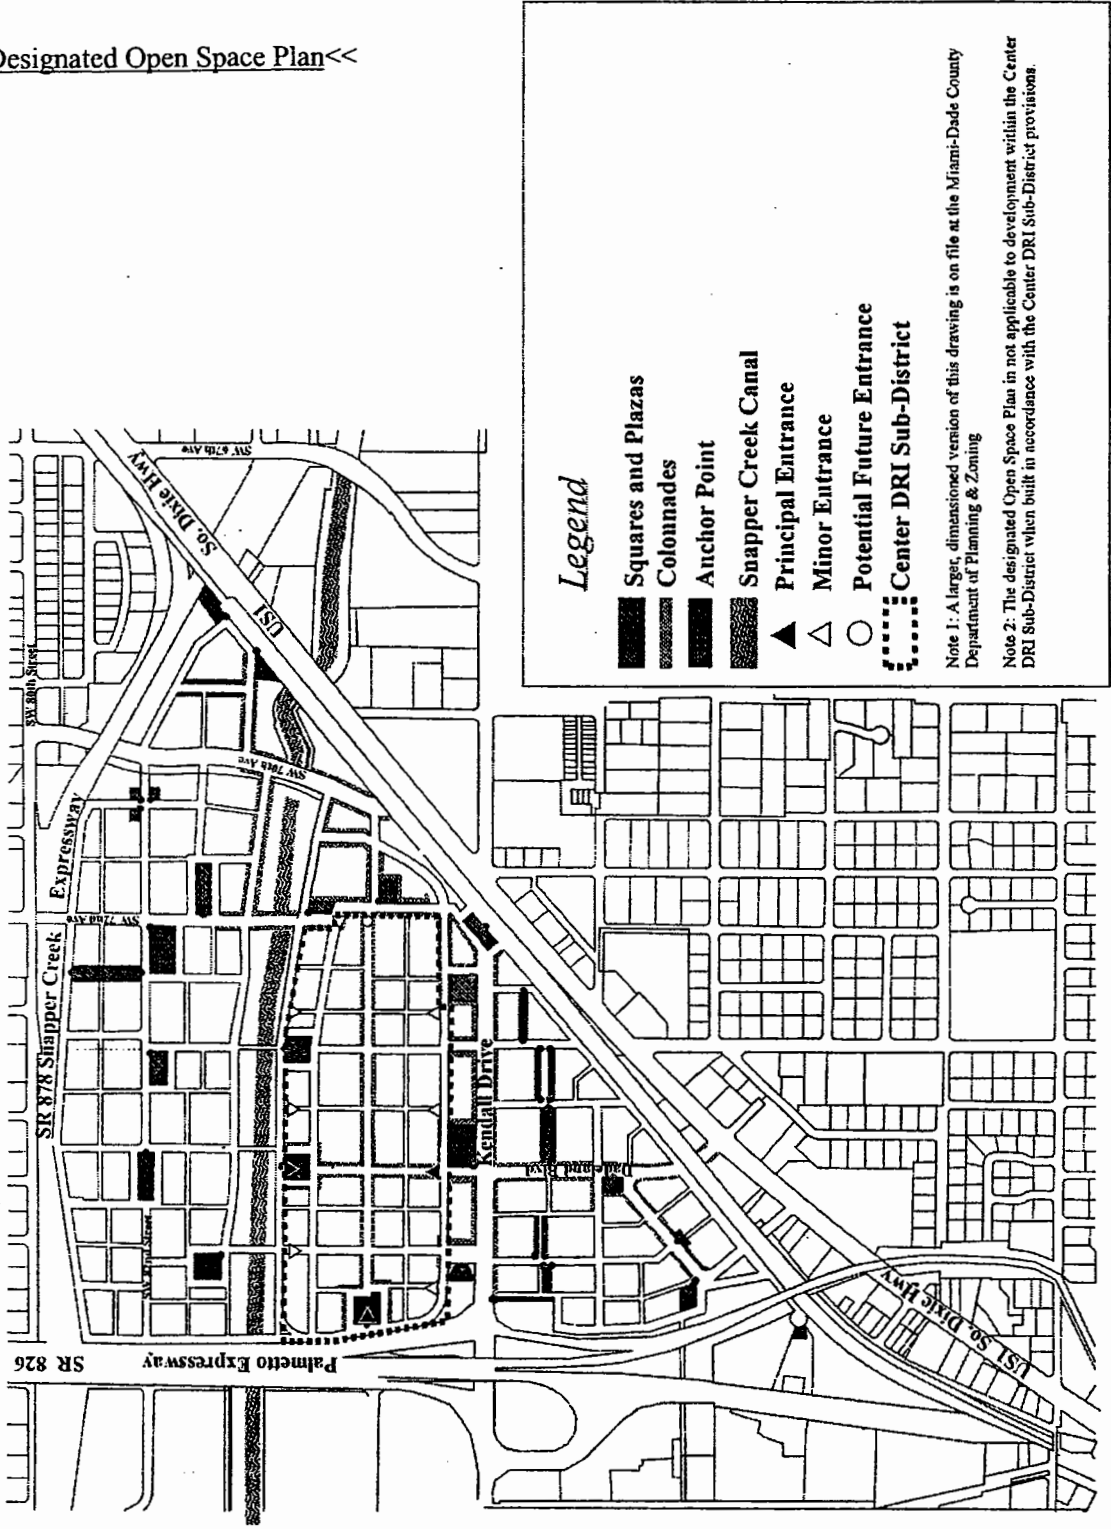 Designated Open Space Plan<<
Legend
Squares and Plazas
Colonnades
Anchor Point
Snapper Creek Canal
Principal Entrance
Minor Entrance
Potential Future Entrance
Center DRI Sub-District
Note 1: A larger, dimensioned version of this drawing is on file at the Miami-Dade County
Department of Planning & Zoning
Note 2: The designated Open Space Plan in not applicable to development within the Center
DRI Sub-District when built in accordance with the Center DRI Sub-District provisions.
SR 826
Palmetto Expressway
SR 878 Snapper Creek
Expressway
SW 72nd Ave
SW 80th Street
SW 70th Ave
SW 67th Ave
So. Dixie Hwy
US1
Kendall Drive
Dadeland Blvd
US1 So. Dixie Hwy